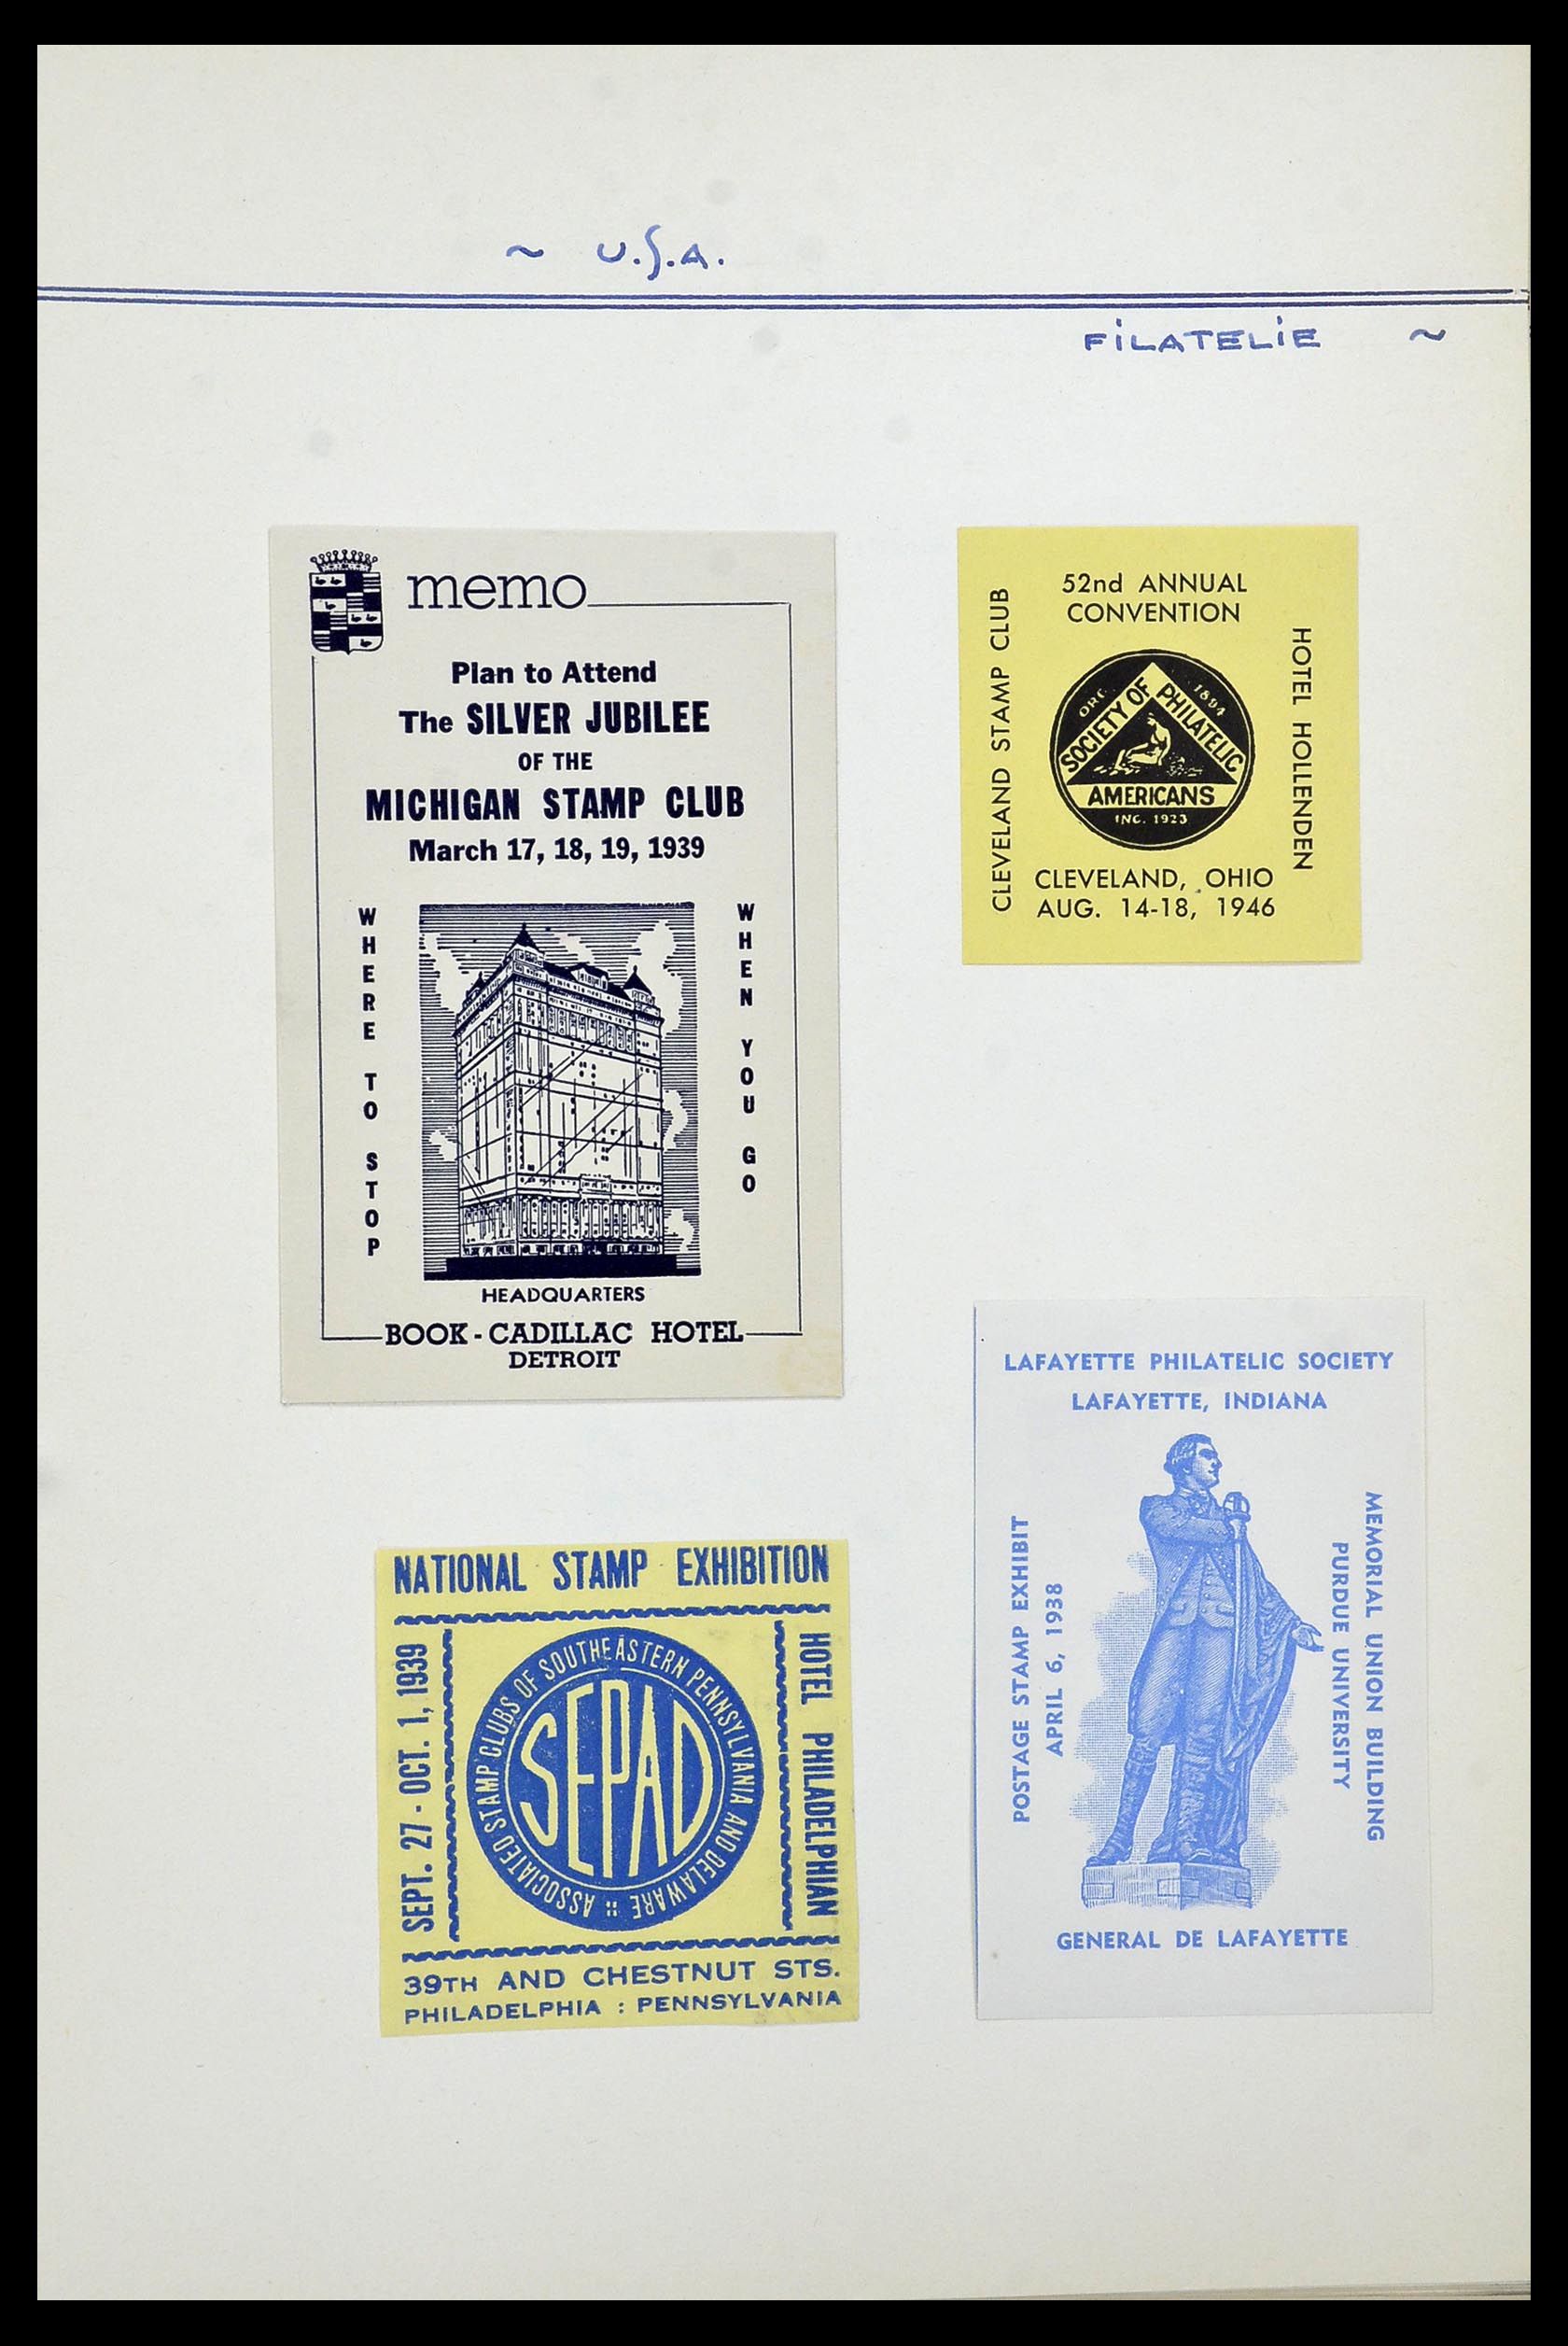 ~ U.S.A.
FiLATELiE ~
memo
Plan to Attend
The SILVER JUBILEE
OF THE
MICHIGAN STAMP CLUB
March 17, 18, 19, 1939
WHERE TO STOP
WHEN YOU GO
HEADQUARTERS
BOOK-CADILLAC HOTEL
DETROIT
52nd ANNUAL
CONVENTION
CLEVELAND STAMP CLUB
HOTEL HOLLENDEN
ORG. 1894
SOCIETY OF PHILATELIC
AMERICANS
INC. 1923
CLEVELAND, OHIO
AUG. 14-18, 1946
NATIONAL STAMP EXHIBITION
SEPT. 27 - OCT. 1, 1939
HOTEL PHILADELPHIAN
ASSOCIATED STAMP CLUBS OF SOUTHEASTERN PENNSYLVANIA AND DELAWARE ::
SEPAD
39TH AND CHESTNUT STS.
PHILADELPHIA : PENNSYLVANIA
LAFAYETTE PHILATELIC SOCIETY
LAFAYETTE, INDIANA
POSTAGE STAMP EXHIBIT
APRIL 6, 1938
MEMORIAL UNION BUILDING
PURDUE UNIVERSITY
GENERAL DE LAFAYETTE